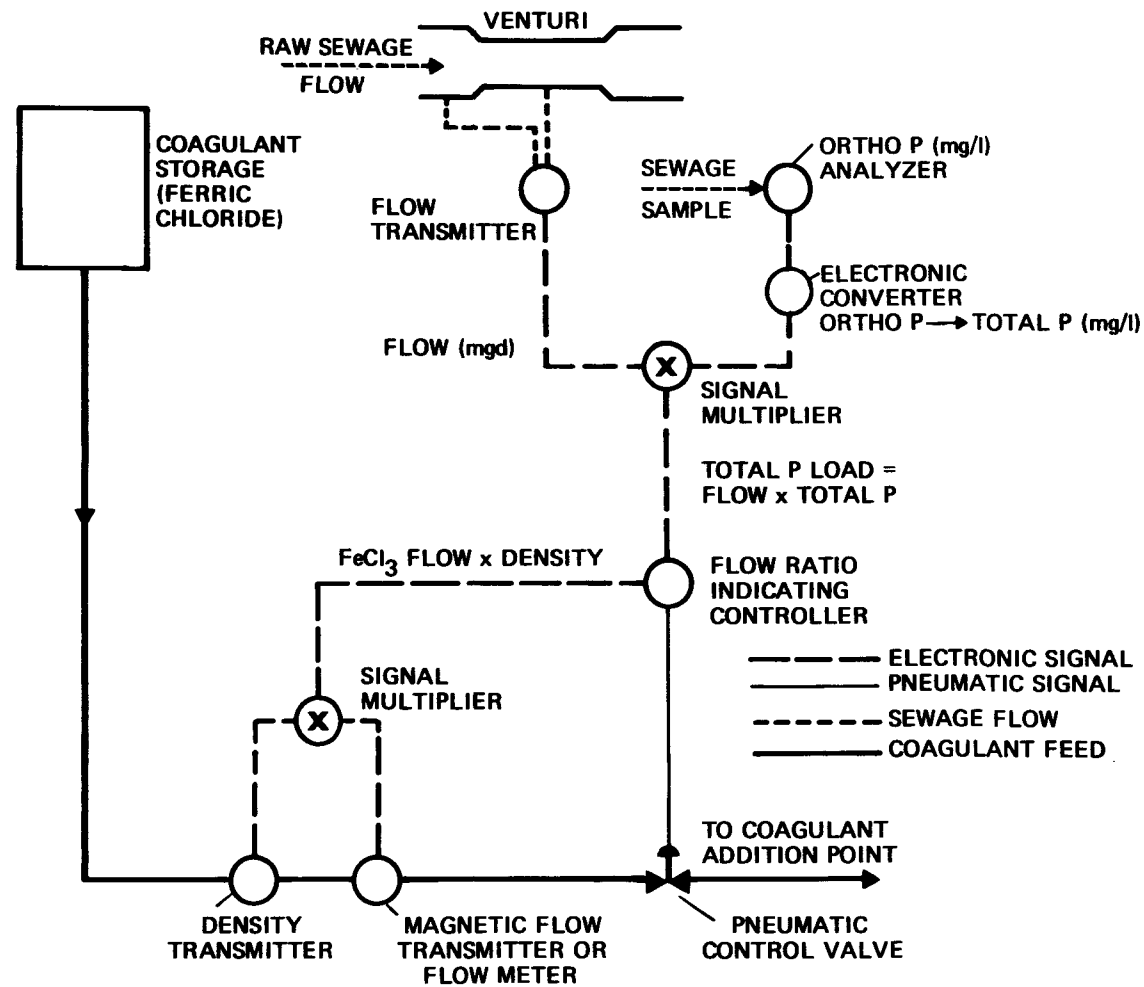 VENTURI
RAW SEWAGE
FLOW
COAGULANT
STORAGE
(FERRIC
CHLORIDE)
FLOW
TRANSMITTER
SEWAGE
SAMPLE
ORTHO P (mg/l)
ANALYZER
ELECTRONIC
CONVERTER
ORTHO P → TOTAL P (mg/l)
FLOW (mgd)
X
SIGNAL
MULTIPLIER
TOTAL P LOAD =
FLOW x TOTAL P
FeCl3 FLOW x DENSITY
FLOW RATIO
INDICATING
CONTROLLER
SIGNAL
MULTIPLIER
X
ELECTRONIC SIGNAL
PNEUMATIC SIGNAL
SEWAGE FLOW
COAGULANT FEED
TO COAGULANT
ADDITION POINT
DENSITY
TRANSMITTER
MAGNETIC FLOW
TRANSMITTER OR
FLOW METER
PNEUMATIC
CONTROL VALVE